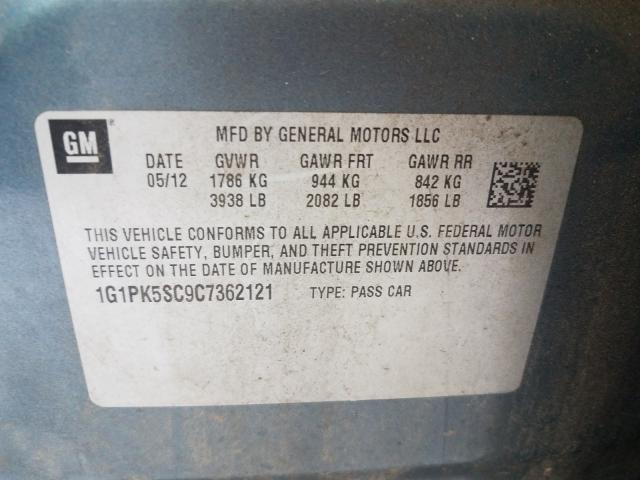 GM
MFD BY GENERAL MOTORS LLC
DATE GVWR GAWR FRT GAWR RR
05/12 1786 KG 944 KG 842 KG
3938 LB 2082 LB 1856 LB
THIS VEHICLE CONFORMS TO ALL APPLICABLE U.S. FEDERAL MOTOR
VEHICLE SAFETY, BUMPER, AND THEFT PREVENTION STANDARDS IN
EFFECT ON THE DATE OF MANUFACTURE SHOWN ABOVE.
1G1PK5SC9C7362121 TYPE: PASS CAR